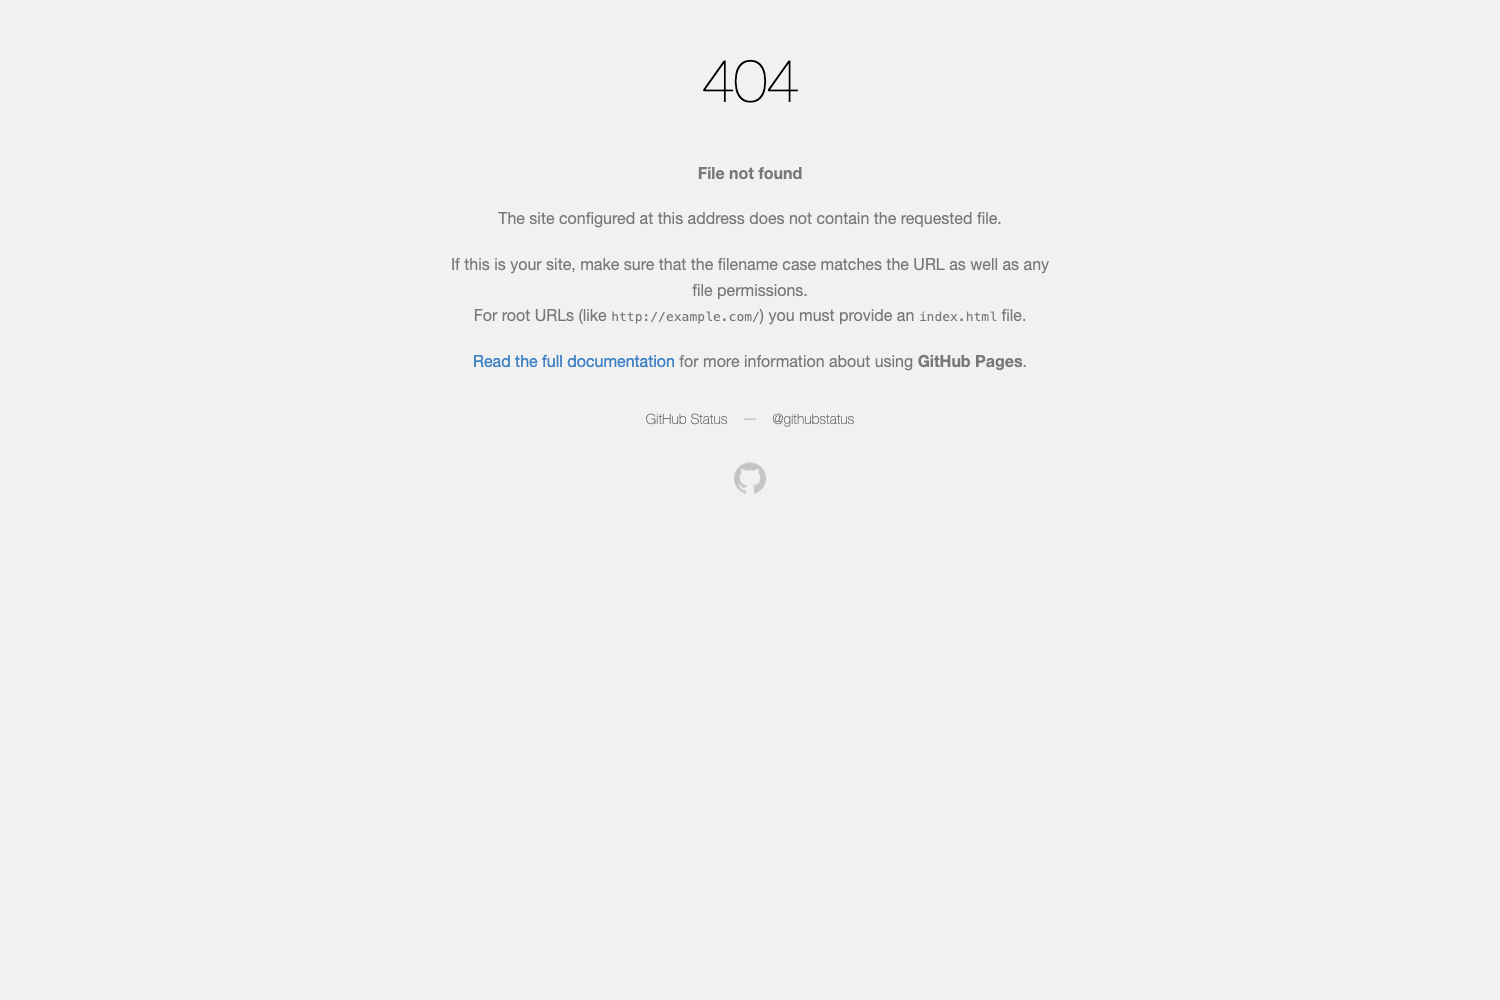 404
File not found
The site configured at this address does not contain the requested file.
If this is your site, make sure that the filename case matches the URL as well as any
file permissions.
For root URLs (like http://example.com/) you must provide an index.html file.
Read the full documentation for more information about using GitHub Pages.
GitHub Status — @githubstatus